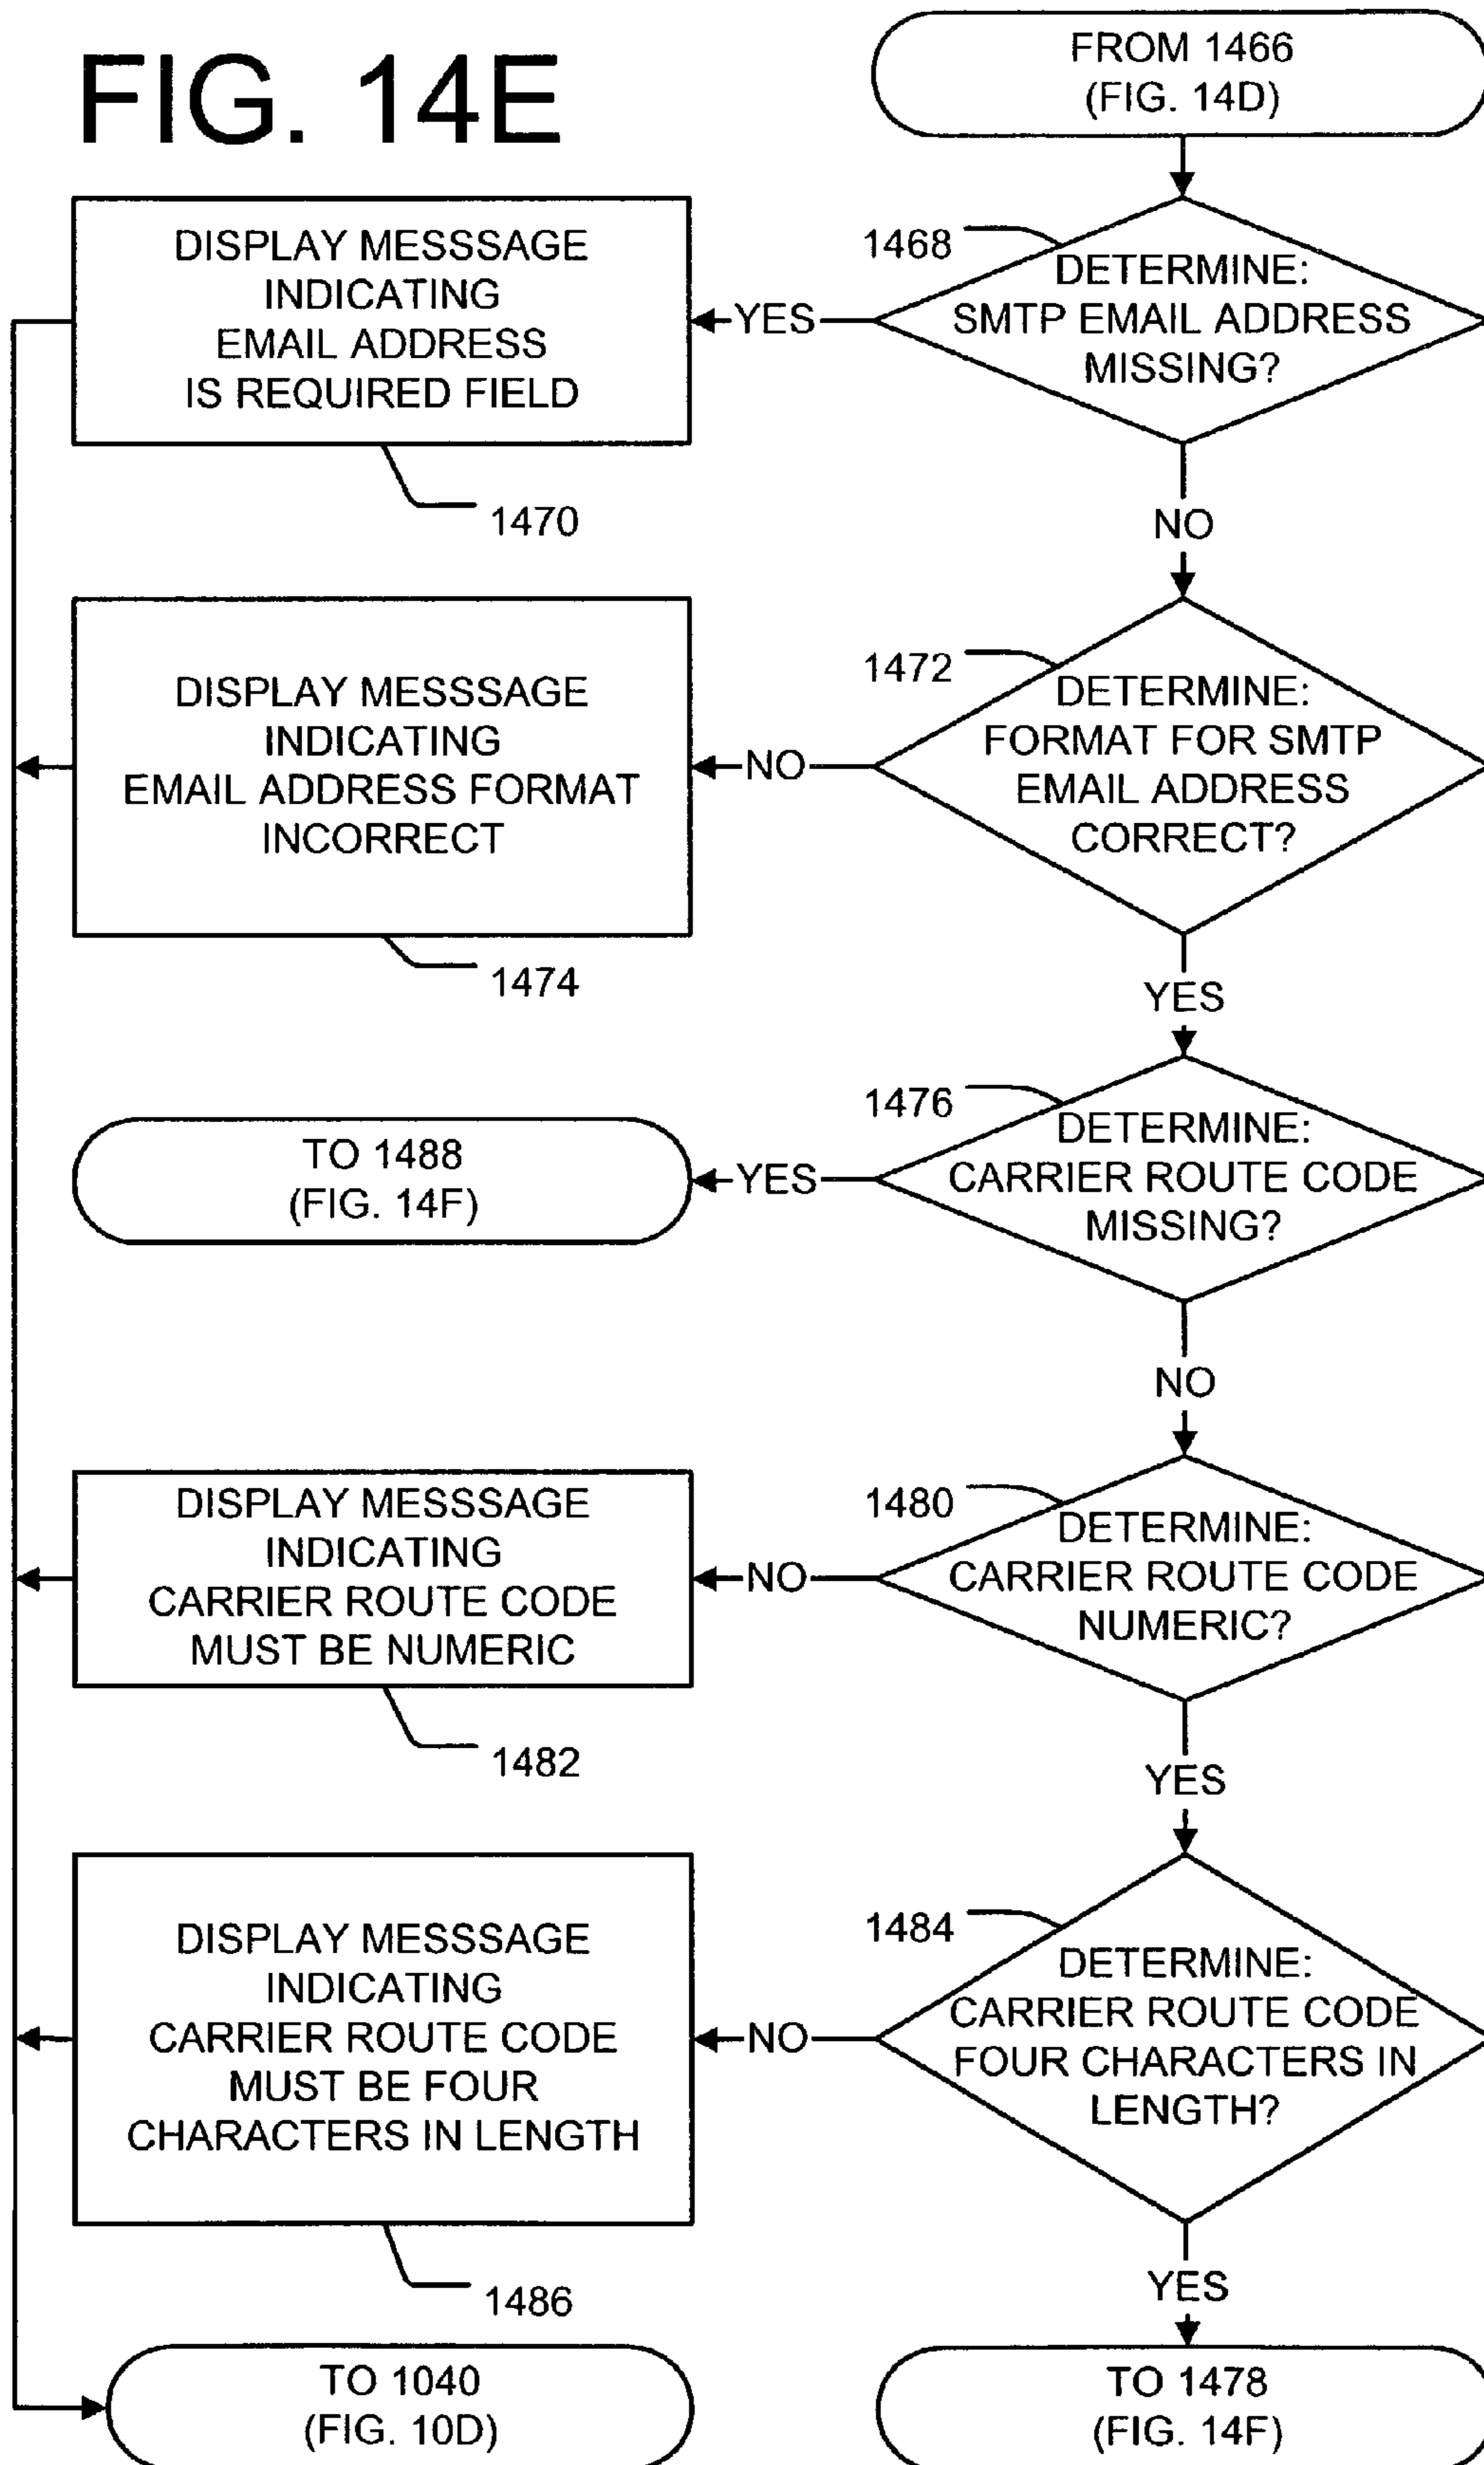 FIG. 14E
FROM 1466
(FIG. 14D)
1468
DETERMINE:
SMTP EMAIL ADDRESS
MISSING?
YES
DISPLAY MESSSAGE
INDICATING
EMAIL ADDRESS
IS REQUIRED FIELD
1470
NO
1472
DETERMINE:
FORMAT FOR SMTP
EMAIL ADDRESS
CORRECT?
NO
DISPLAY MESSSAGE
INDICATING
EMAIL ADDRESS FORMAT
INCORRECT
1474
YES
1476
DETERMINE:
CARRIER ROUTE CODE
MISSING?
YES
TO 1488
(FIG. 14F)
NO
1480
DETERMINE:
CARRIER ROUTE CODE
NUMERIC?
NO
DISPLAY MESSSAGE
INDICATING
CARRIER ROUTE CODE
MUST BE NUMERIC
1482
YES
1484
DETERMINE:
CARRIER ROUTE CODE
FOUR CHARACTERS IN
LENGTH?
NO
DISPLAY MESSSAGE
INDICATING
CARRIER ROUTE CODE
MUST BE FOUR
CHARACTERS IN LENGTH
1486
YES
TO 1040
(FIG. 10D)
TO 1478
(FIG. 14F)